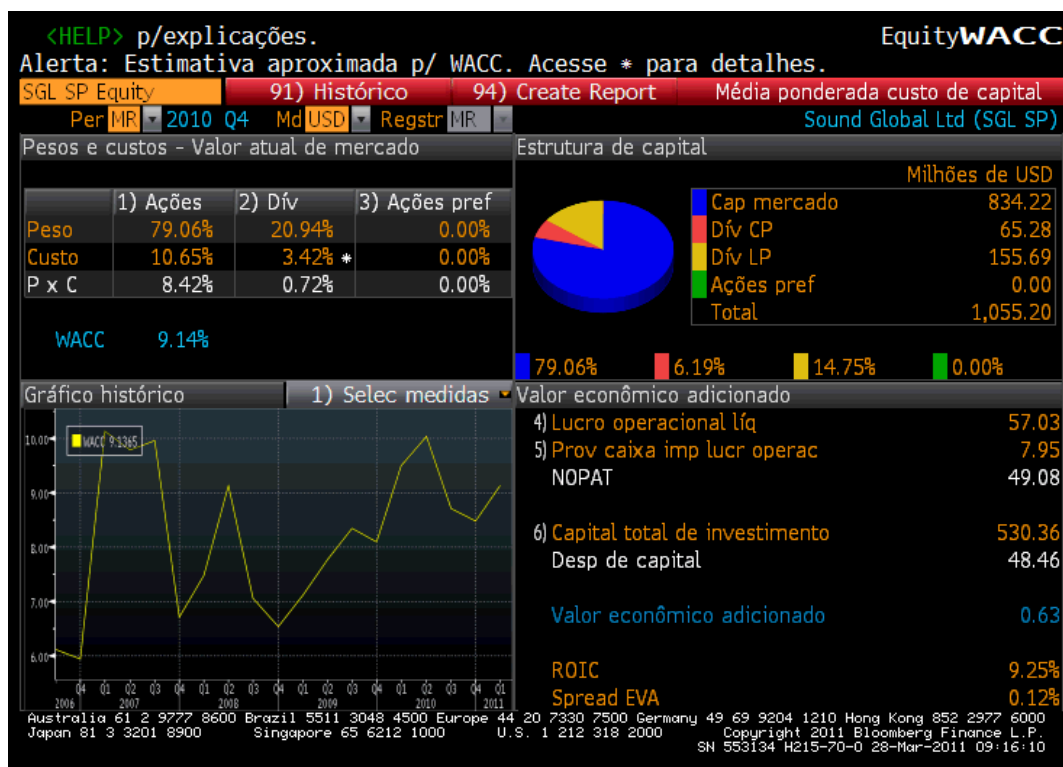 <HELP> p/explicações. EquityWACC
Alerta: Estimativa aproximada p/ WACC. Acesse * para detalhes.
SGL SP Equity 91) Histórico 94) Create Report Média ponderada custo de capital
Per MR 2010 Q4 Md USD Regstr MR Sound Global Ltd (SGL SP)
Pesos e custos - Valor atual de mercado
1) Ações 2) Dív 3) Ações pref
Peso 79.06% 20.94% 0.00%
Custo 10.65% 3.42% * 0.00%
P x C 8.42% 0.72% 0.00%
WACC 9.14%
Estrutura de capital
Milhões de USD
Cap mercado 834.22
Dív CP 65.28
Dív LP 155.69
Ações pref 0.00
Total 1,055.20
79.06% 6.19% 14.75% 0.00%
Gráfico histórico 1) Selec medidas
WACC 9.1365
10.00
9.00
8.00
7.00
6.00
Q4 Q1 Q2 Q3 Q4 Q1 Q2 Q3 Q4 Q1 Q2 Q3 Q4 Q1 Q2 Q3 Q4 Q1
2006 2007 2008 2009 2010 2011
Valor econômico adicionado
4) Lucro operacional líq 57.03
5) Prov caixa imp lucr operac 7.95
NOPAT 49.08
6) Capital total de investimento 530.36
Desp de capital 48.46
Valor econômico adicionado 0.63
ROIC 9.25%
Spread EVA 0.12%
Australia 61 2 9777 8600 Brazil 5511 3048 4500 Europe 44 20 7330 7500 Germany 49 69 9204 1210 Hong Kong 852 2977 6000
Japan 81 3 3201 8900 Singapore 65 6212 1000 U.S. 1 212 318 2000 Copyright 2011 Bloomberg Finance L.P.
SN 553134 H215-70-0 28-Mar-2011 09:16:10